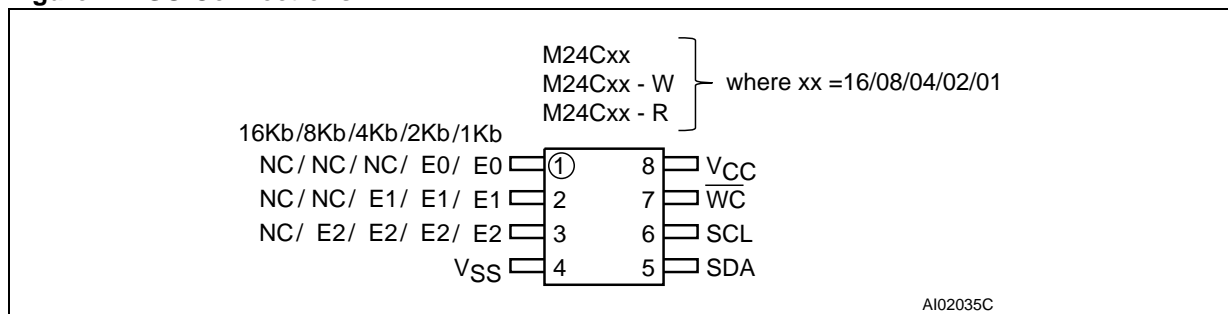 M24Cxx
M24Cxx - W
M24Cxx - R
where xx =16/08/04/02/01
16Kb/8Kb/4Kb/2Kb/1Kb
NC/ NC/ NC/ E0/ E0 1 8 VCC
NC/ NC/ E1/ E1/ E1 2 7 WC
NC/ E2/ E2/ E2/ E2 3 6 SCL
VSS 4 5 SDA
AI02035C